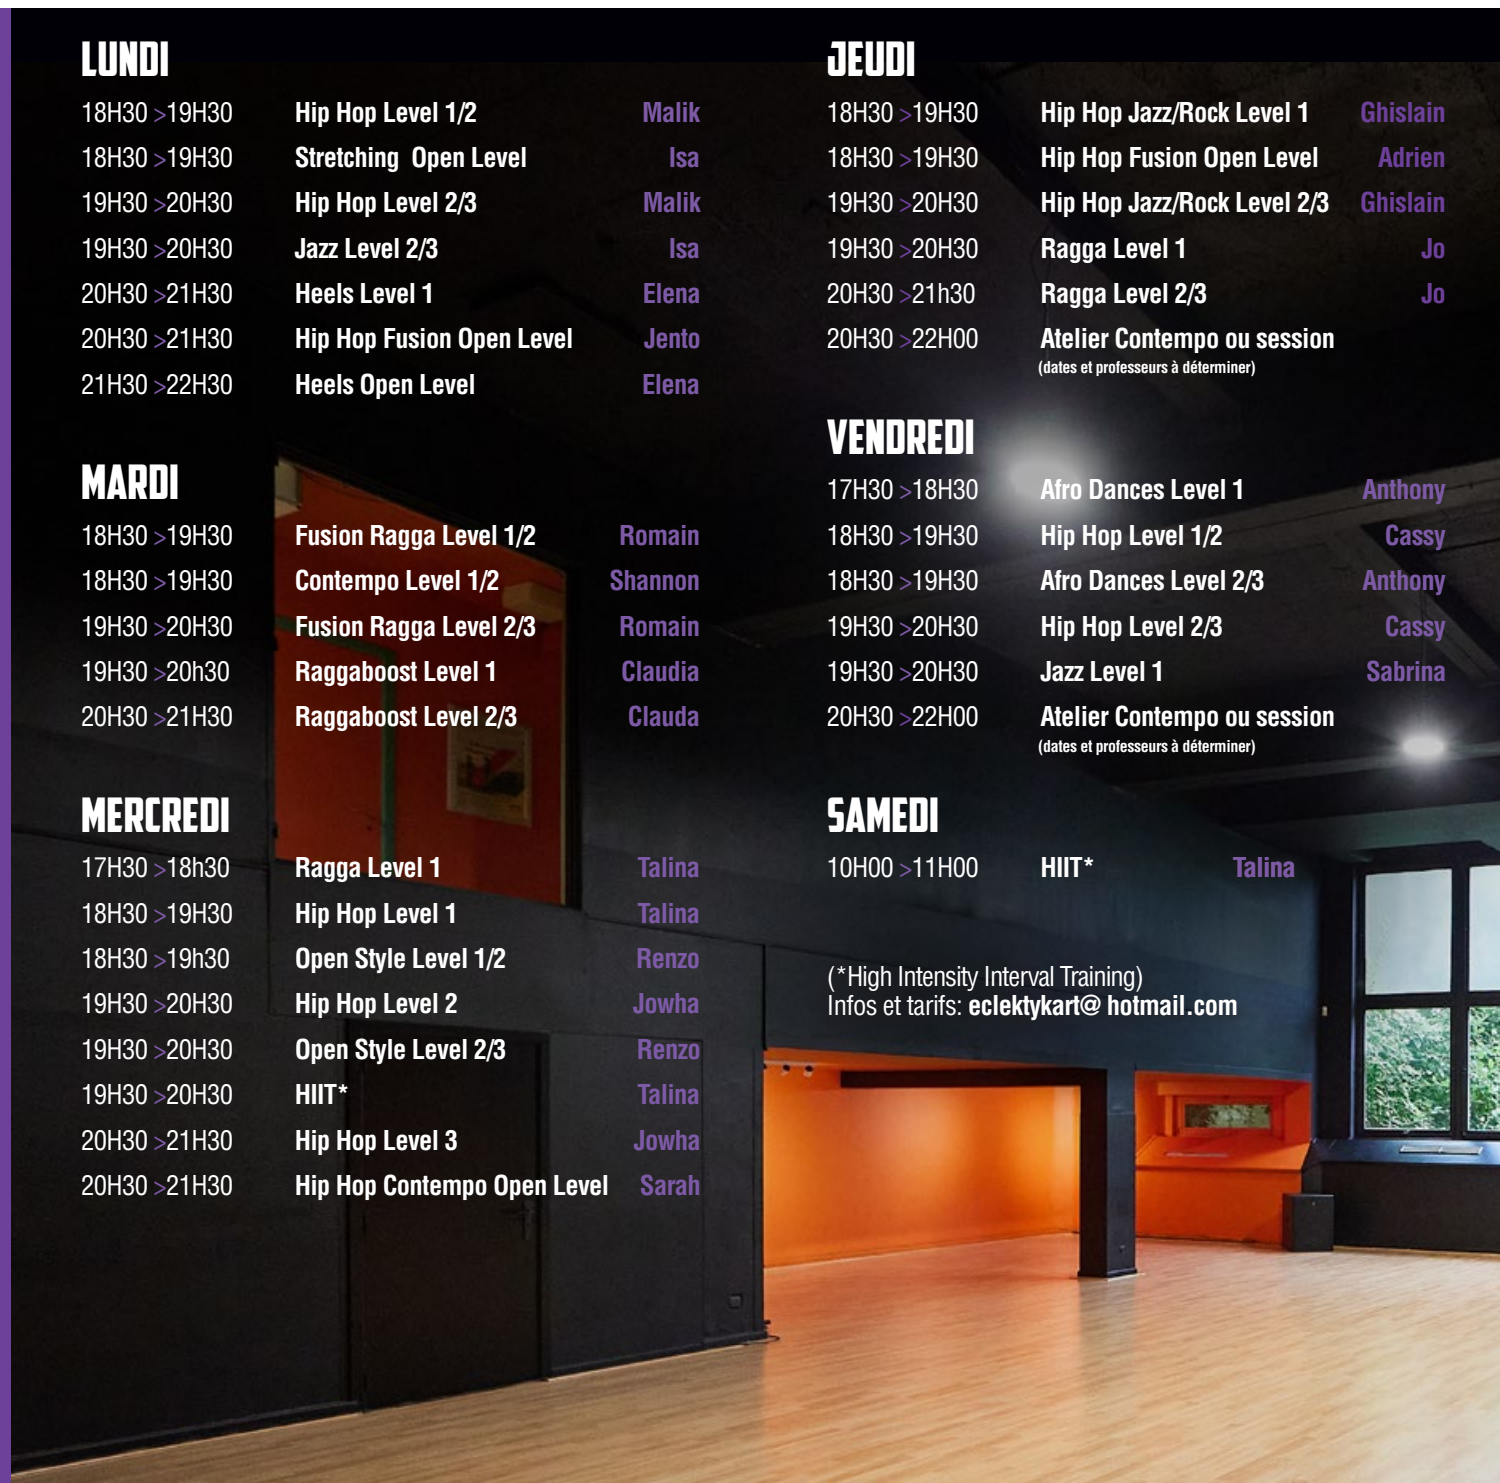 LUNDI
18H30 >19H30 Hip Hop Level 1/2 Malik
18H30 >19H30 Stretching Open Level Isa
19H30 >20H30 Hip Hop Level 2/3 Malik
19H30 >20H30 Jazz Level 2/3 Isa
20H30 >21H30 Heels Level 1 Elena
20H30 >21H30 Hip Hop Fusion Open Level Jento
21H30 >22H30 Heels Open Level Elena
MARDI
18H30 >19H30 Fusion Ragga Level 1/2 Romain
18H30 >19H30 Contempo Level 1/2 Shannon
19H30 >20H30 Fusion Ragga Level 2/3 Romain
19H30 >20h30 Raggaboost Level 1 Claudia
20H30 >21H30 Raggaboost Level 2/3 Clauda
MERCREDI
17H30 >18h30 Ragga Level 1 Talina
18H30 >19H30 Hip Hop Level 1 Talina
18H30 >19h30 Open Style Level 1/2 Renzo
19H30 >20H30 Hip Hop Level 2 Jowha
19H30 >20H30 Open Style Level 2/3 Renzo
19H30 >20H30 HIIT* Talina
20H30 >21H30 Hip Hop Level 3 Jowha
20H30 >21H30 Hip Hop Contempo Open Level Sarah
JEUDI
18H30 >19H30 Hip Hop Jazz/Rock Level 1 Ghislain
18H30 >19H30 Hip Hop Fusion Open Level Adrien
19H30 >20H30 Hip Hop Jazz/Rock Level 2/3 Ghislain
19H30 >20H30 Ragga Level 1 Jo
20H30 >21h30 Ragga Level 2/3 Jo
20H30 >22H00 Atelier Contempo ou session
(dates et professeurs à déterminer)
VENDREDI
17H30 >18H30 Afro Dances Level 1 Anthony
18H30 >19H30 Hip Hop Level 1/2 Cassy
18H30 >19H30 Afro Dances Level 2/3 Anthony
19H30 >20H30 Hip Hop Level 2/3 Cassy
19H30 >20H30 Jazz Level 1 Sabrina
20H30 >22H00 Atelier Contempo ou session
(dates et professeurs à déterminer)
SAMEDI
10H00 >11H00 HIIT* Talina
(*High Intensity Interval Training)
Infos et tarifs: eclektykart@ hotmail.com